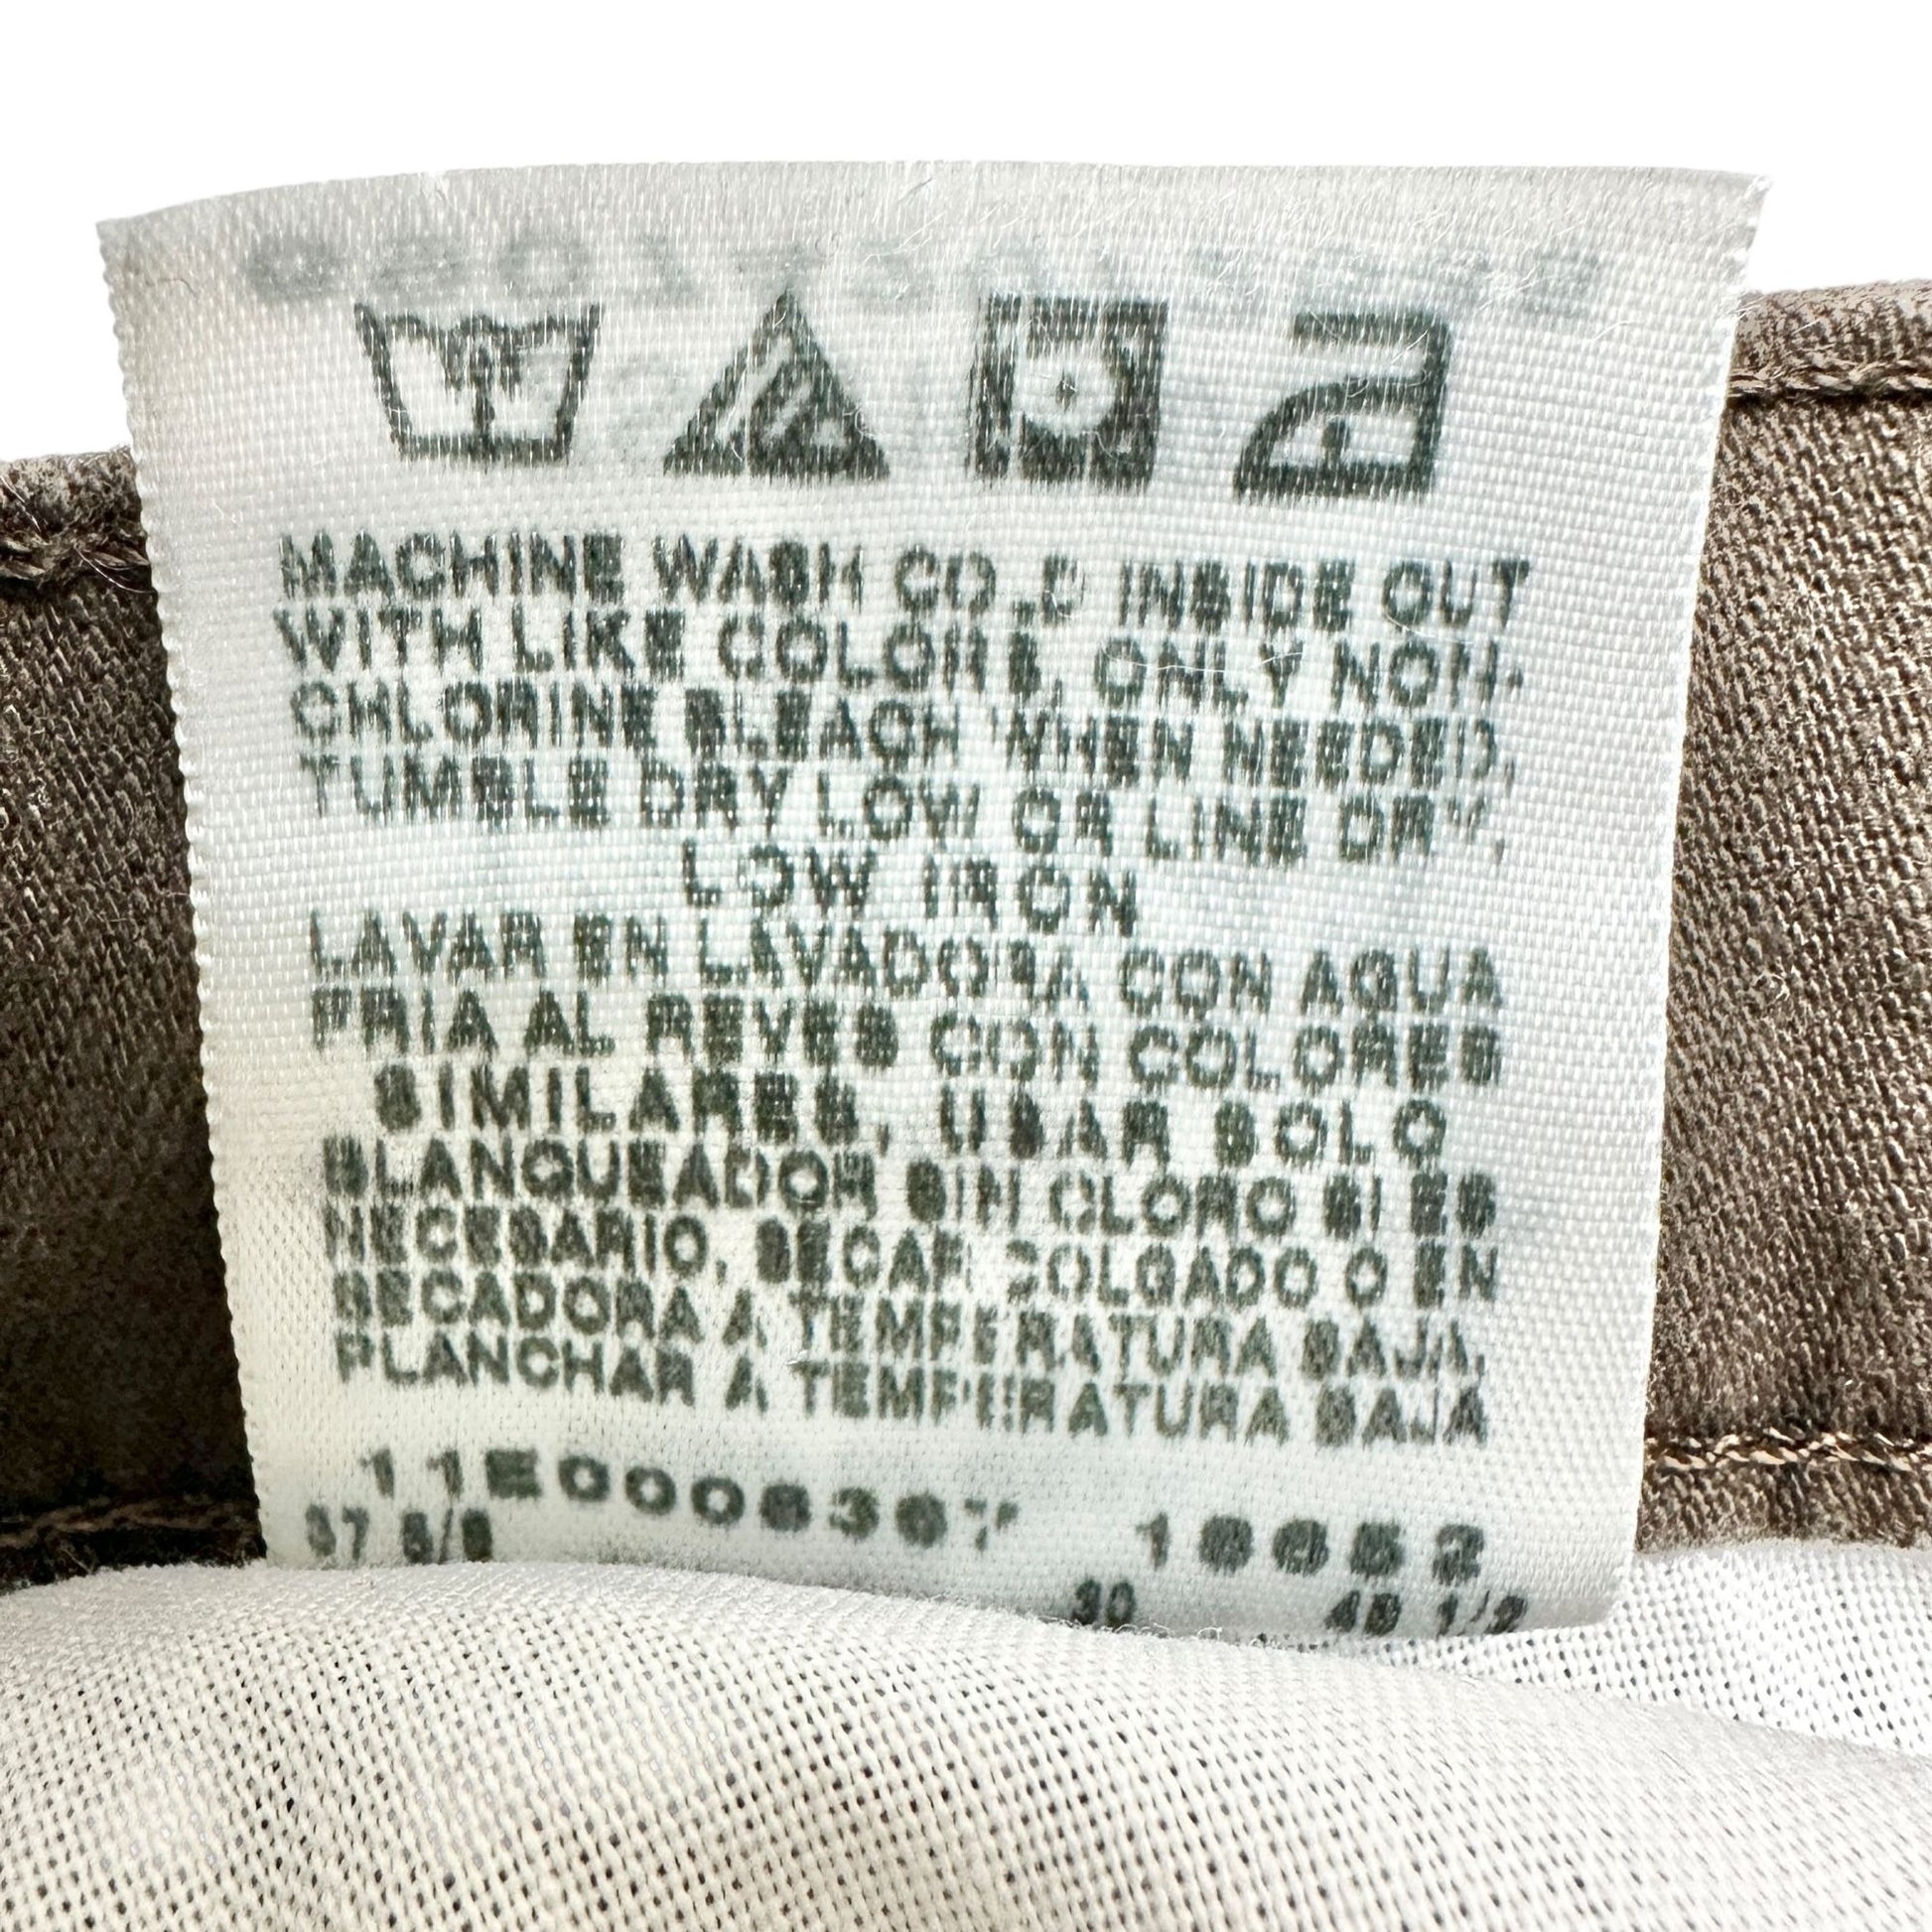 MACHINE WASH COLD INSIDE OUT
WITH LIKE COLORS, ONLY NON-
CHLORINE BLEACH WHEN NEEDED,
TUMBLE DRY LOW OR LINE DRY,
LOW IRON
LAVAR EN LAVADORA CON AGUA
FRIA AL REVES CON COLORES
SIMILARES, USAR SOLO
BLANQUEADOR SIN CLORO SI ES
NECESARIO, SECAR COLGADO O EN
SECADORA A TEMPERATURA BAJA,
PLANCHAR A TEMPERATURA BAJA
30